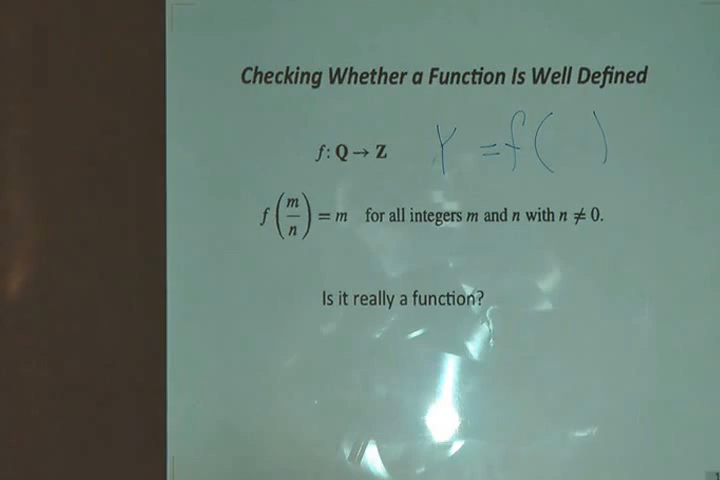 Checking Whether a Function Is Well Defined
f: Q → Z Y = f( )
f(m/n) = m for all integers m and n with n ≠ 0.
Is it really a function?